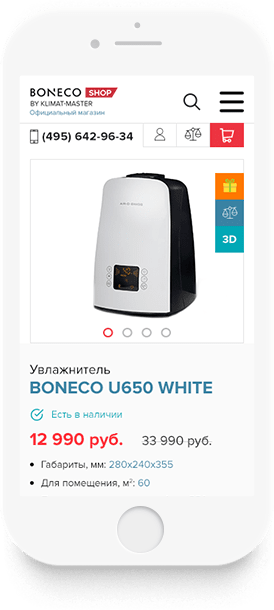 BONECO SHOP
BY KLIMAT-MASTER
Официальный магазин
(495) 642-96-34
3D
Увлажнитель
BONECO U650 WHITE
Есть в наличии
12 990 руб. 33 990 руб.
Габариты, мм: 280x240x355
Для помещения, м²: 60